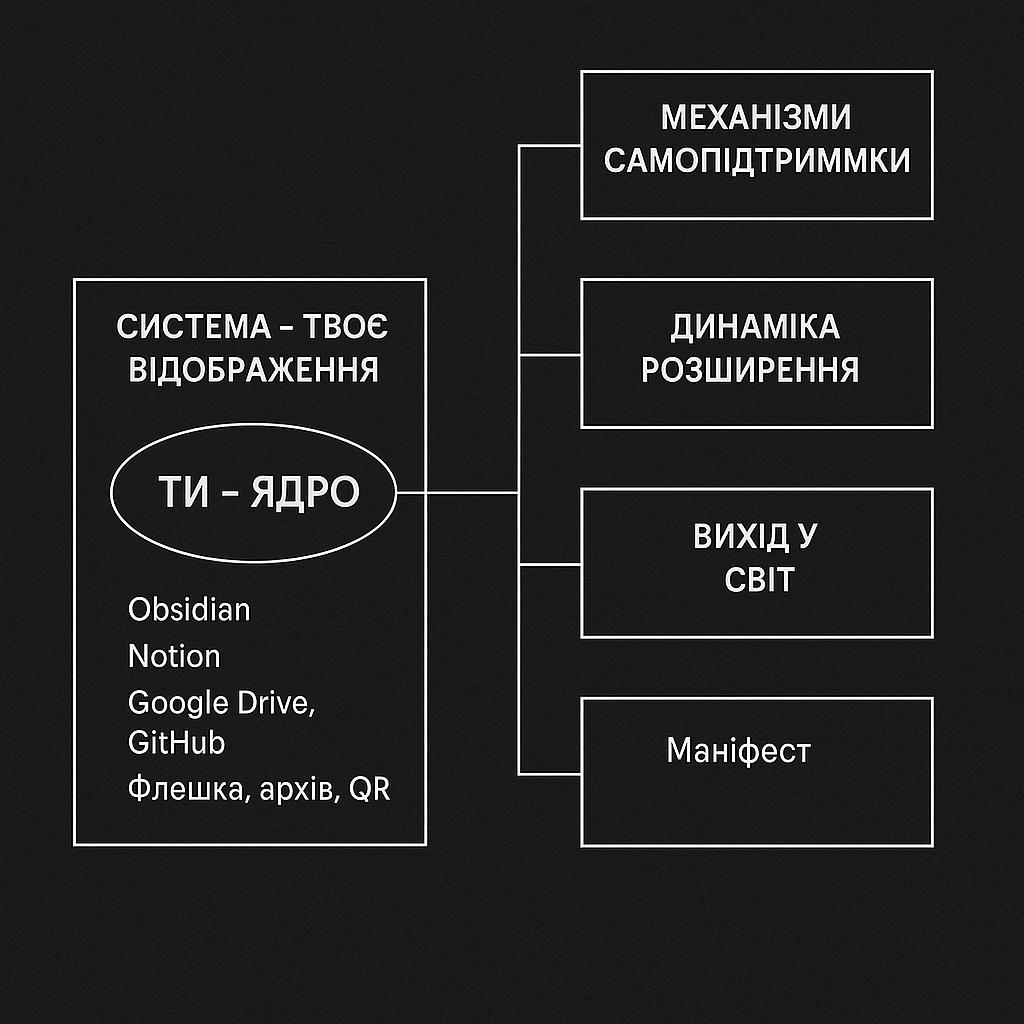 СИСТЕМА – ТВОЄ
ВІДОБРАЖЕННЯ
ТИ – ЯДРО
Obsidian
Notion
Google Drive,
GitHub
Флешка, архів, QR
МЕХАНІЗМИ
САМОПІДТРИММКИ
ДИНАМІКА
РОЗШИРЕННЯ
ВИХІД У
СВІТ
Маніфест